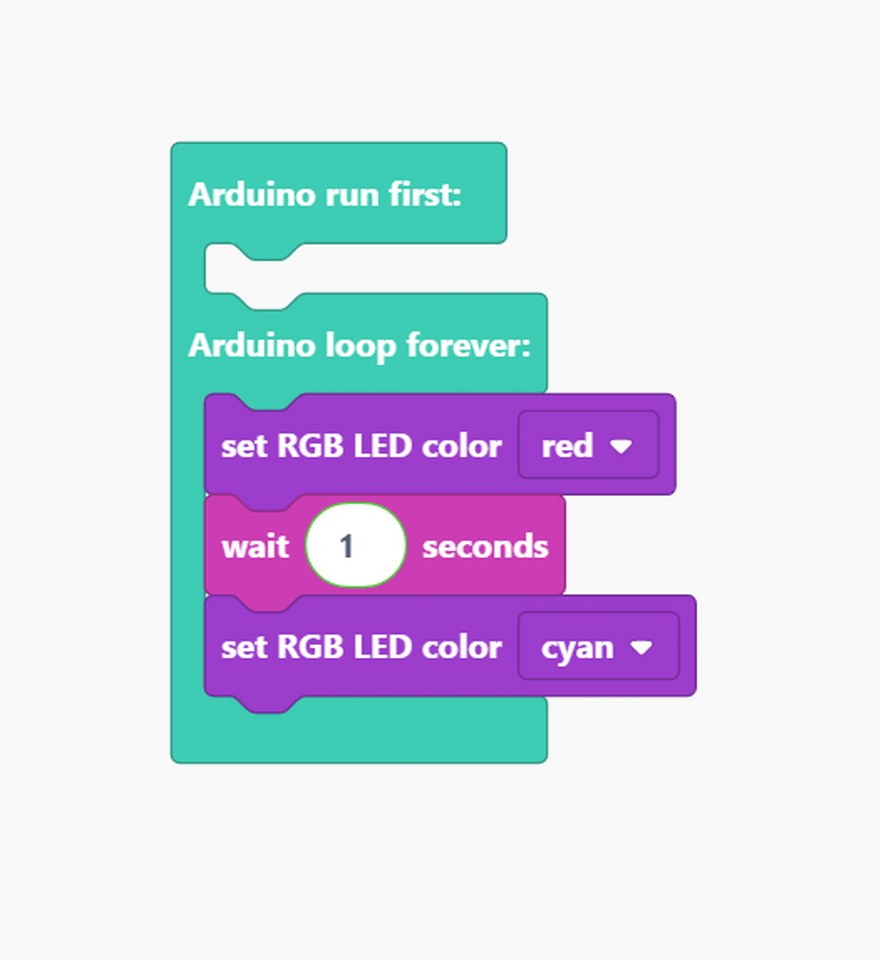 Arduino run first:
Arduino loop forever:
set RGB LED color red
wait 1 seconds
set RGB LED color cyan